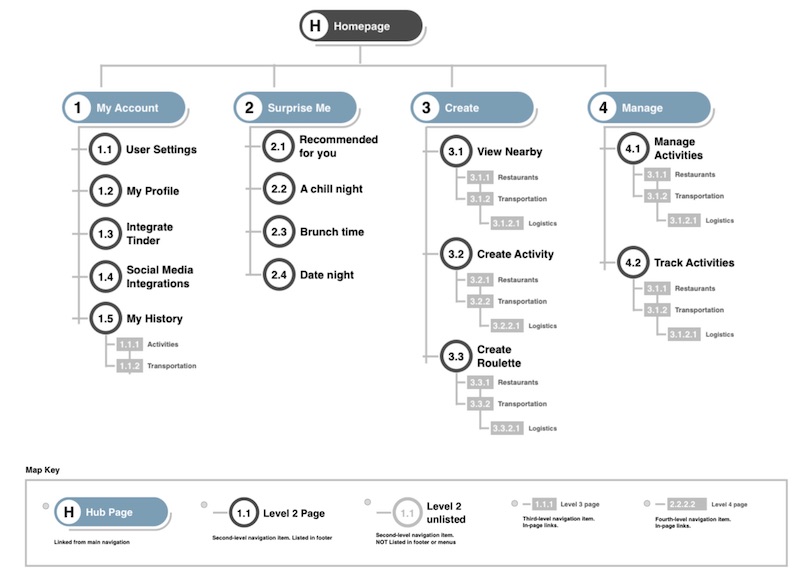 H Homepage
1 My Account
1.1 User Settings
1.2 My Profile
1.3 Integrate
Tinder
1.4 Social Media
Integrations
1.5 My History
1.1.1 Activities
1.1.2 Transportation
2 Surprise Me
2.1 Recommended
for you
2.2 A chill night
2.3 Brunch time
2.4 Date night
3 Create
3.1 View Nearby
3.1.1 Restaurants
3.1.2 Transportation
3.1.2.1 Logistics
3.2 Create Activity
3.2.1 Restaurants
3.2.2 Transportation
3.2.2.1 Logistics
3.3 Create
Roulette
3.3.1 Restaurants
3.3.2 Transportation
3.3.2.1 Logistics
4 Manage
4.1 Manage
Activities
3.1.1 Restaurants
3.1.2 Transportation
3.1.2.1 Logistics
4.2 Track Activities
3.1.1 Restaurants
3.1.2 Transportation
3.1.2.1 Logistics
Map Key
H Hub Page
Linked from main navigation
1.1 Level 2 Page
Second-level navigation item. Listed in footer
1.1 Level 2
unlisted
Second-level navigation item.
NOT Listed in footer or menus
1.1.1 Level 3 page
Third-level navigation item.
In-page links.
2.2.2.2 Level 4 page
Fourth-level navigation item.
In-page links.